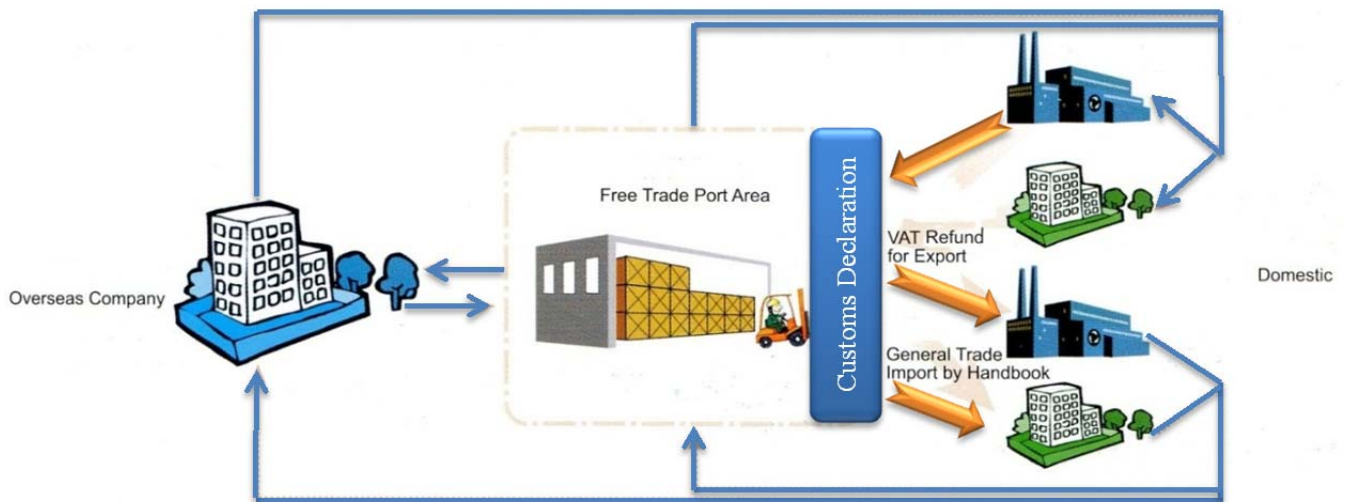 Free Trade Port Area
Customs Declaration
VAT Refund
for Export
Overseas Company
Domestic
General Trade
Import by Handbook